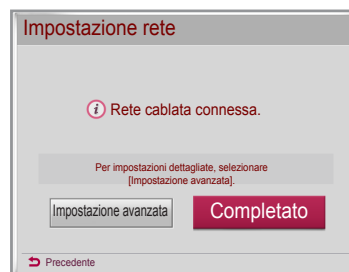 Impostazione rete
Rete cablata connessa.
Per impostazioni dettagliate, selezionare
[Impostazione avanzata].
Impostazione avanzata
Completato
Precedente